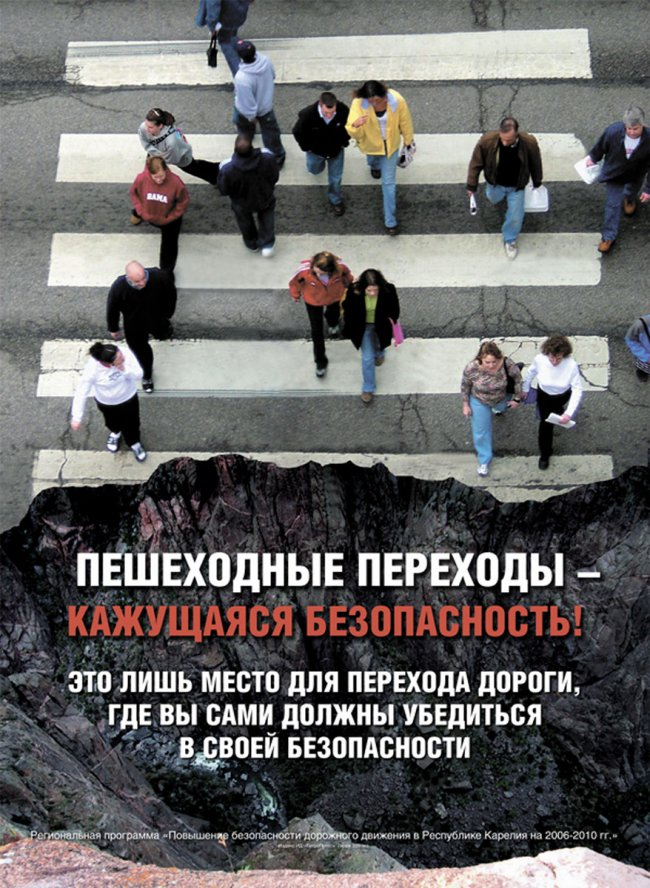 BAMA
ПЕШЕХОДНЫЕ ПЕРЕХОДЫ –
КАЖУЩАЯСЯ БЕЗОПАСНОСТЬ!
ЭТО ЛИШЬ МЕСТО ДЛЯ ПЕРЕХОДА ДОРОГИ,
ГДЕ ВЫ САМИ ДОЛЖНЫ УБЕДИТЬСЯ
В СВОЕЙ БЕЗОПАСНОСТИ
Региональная программа «Повышение безопасности дорожного движения в Республике Карелия на 2006-2010 гг.»